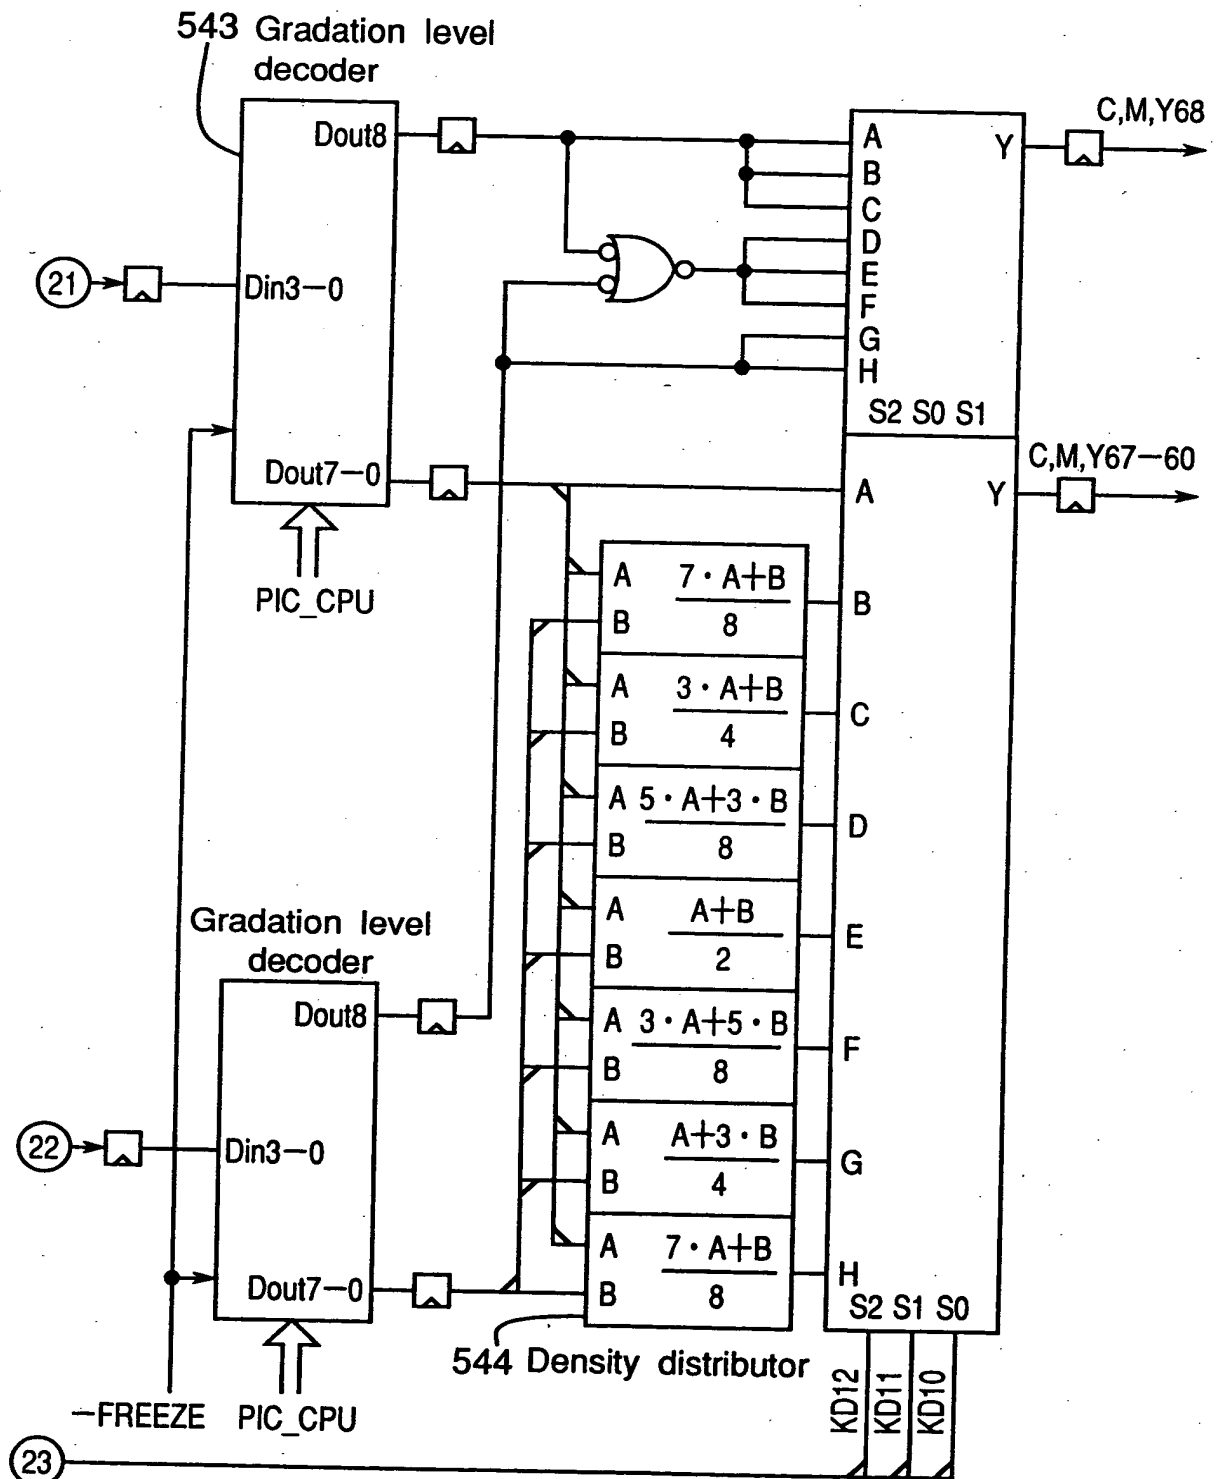 543 Gradation level
decoder
Dout8
21
Din3-0
Dout7-0
PIC_CPU
A
B
C
D
E
F
G
H
Y
S2 S0 S1
C,M,Y68
A
Y
C,M,Y67-60
A 7·A+B
B 8
B
A 3·A+B
B 4
C
A 5·A+3·B
B 8
D
A A+B
B 2
E
A 3·A+5·B
B 8
F
A A+3·B
B 4
G
A 7·A+B
B 8
H
S2 S1 S0
Gradation level
decoder
Dout8
22
Din3-0
Dout7-0
544 Density distributor
KD12
KD11
KD10
-FREEZE
PIC_CPU
23